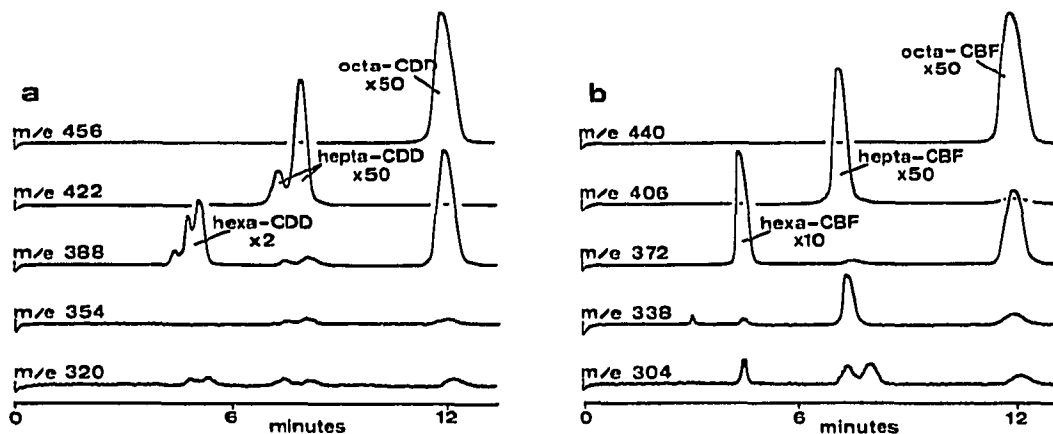 a
octa-CDD
x50
m/e 456
hepta-CDD
x50
m/e 422
hexa-CDD
x2
m/e 388
m/e 354
m/e 320
0 6 12
minutes
b
octa-CBF
x50
m/e 440
hepta-CBF
x50
m/e 406
hexa-CBF
x10
m/e 372
m/e 338
m/e 304
0 6 12
minutes